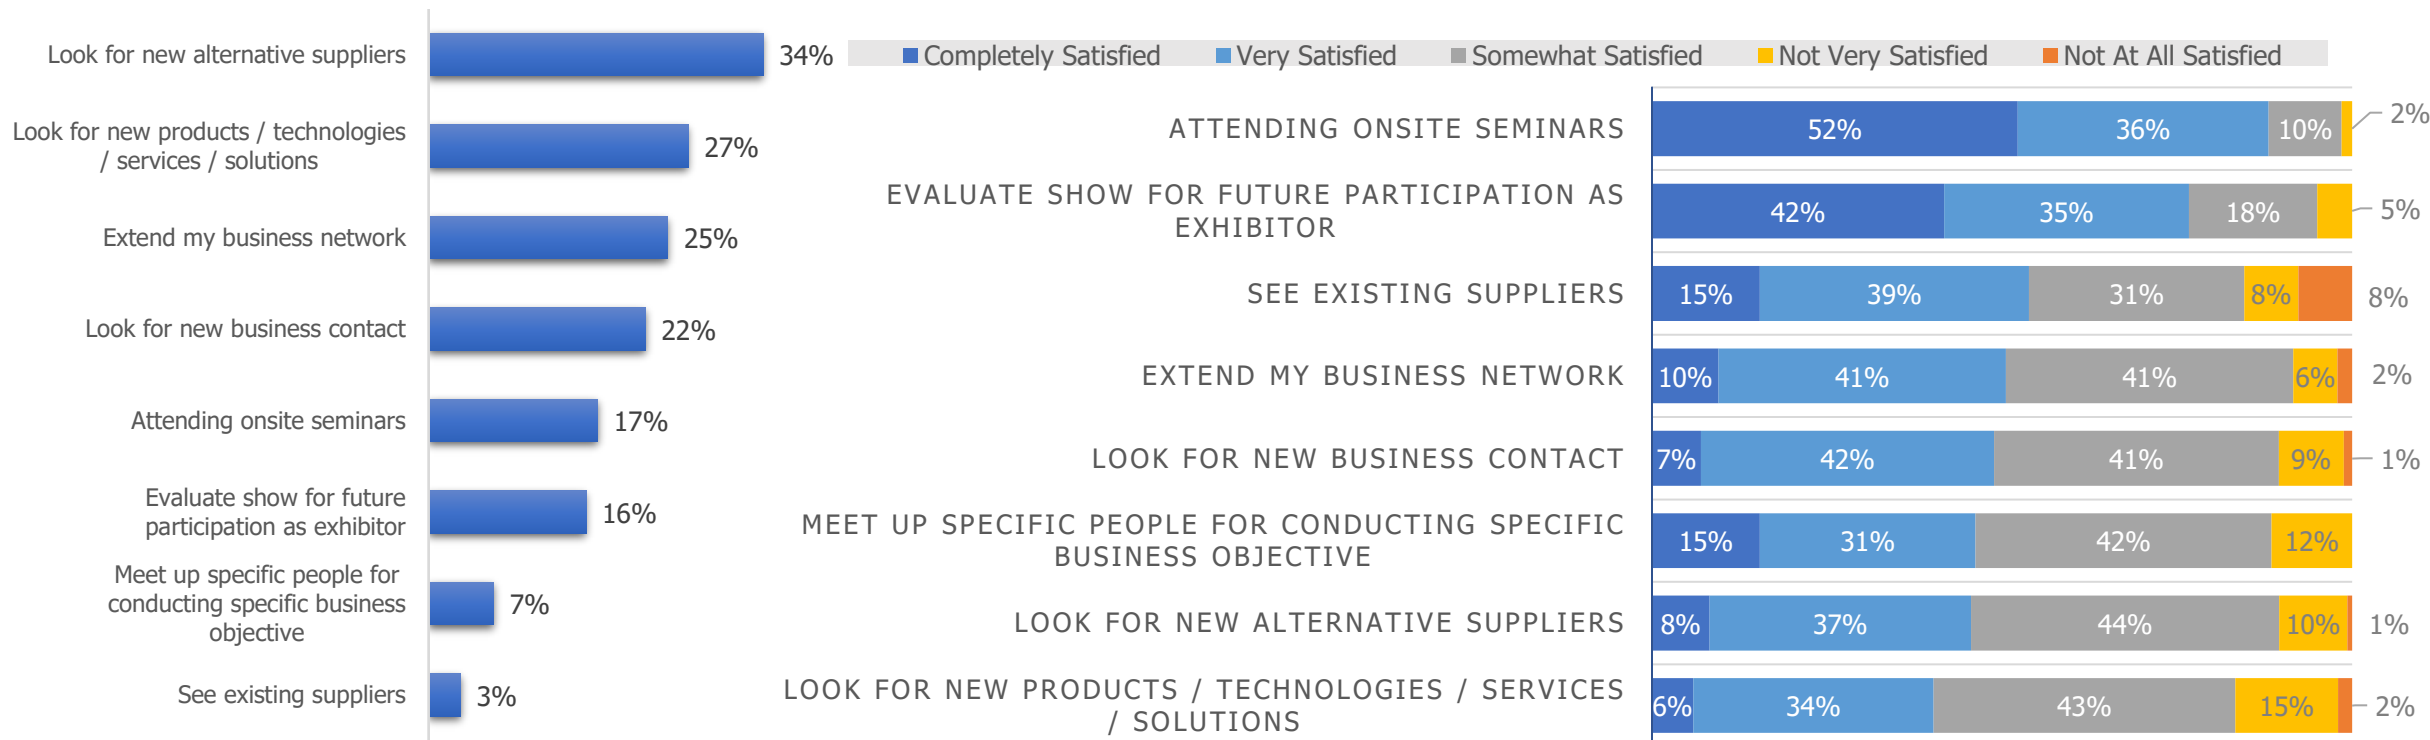 Look for new alternative suppliers
34%
Look for new products / technologies
/ services / solutions
27%
Extend my business network
25%
Look for new business contact
22%
Attending onsite seminars
17%
Evaluate show for future
participation as exhibitor
16%
Meet up specific people for
conducting specific business
objective
7%
See existing suppliers
3%
Completely Satisfied Very Satisfied Somewhat Satisfied Not Very Satisfied Not At All Satisfied
ATTENDING ONSITE SEMINARS
52% 36% 10% 2%
EVALUATE SHOW FOR FUTURE PARTICIPATION AS
EXHIBITOR
42% 35% 18% 5%
SEE EXISTING SUPPLIERS
15% 39% 31% 8% 8%
EXTEND MY BUSINESS NETWORK
10% 41% 41% 6% 2%
LOOK FOR NEW BUSINESS CONTACT
7% 42% 41% 9% 1%
MEET UP SPECIFIC PEOPLE FOR CONDUCTING SPECIFIC
BUSINESS OBJECTIVE
15% 31% 42% 12%
LOOK FOR NEW ALTERNATIVE SUPPLIERS
8% 37% 44% 10% 1%
LOOK FOR NEW PRODUCTS / TECHNOLOGIES / SERVICES
/ SOLUTIONS
6% 34% 43% 15% 2%